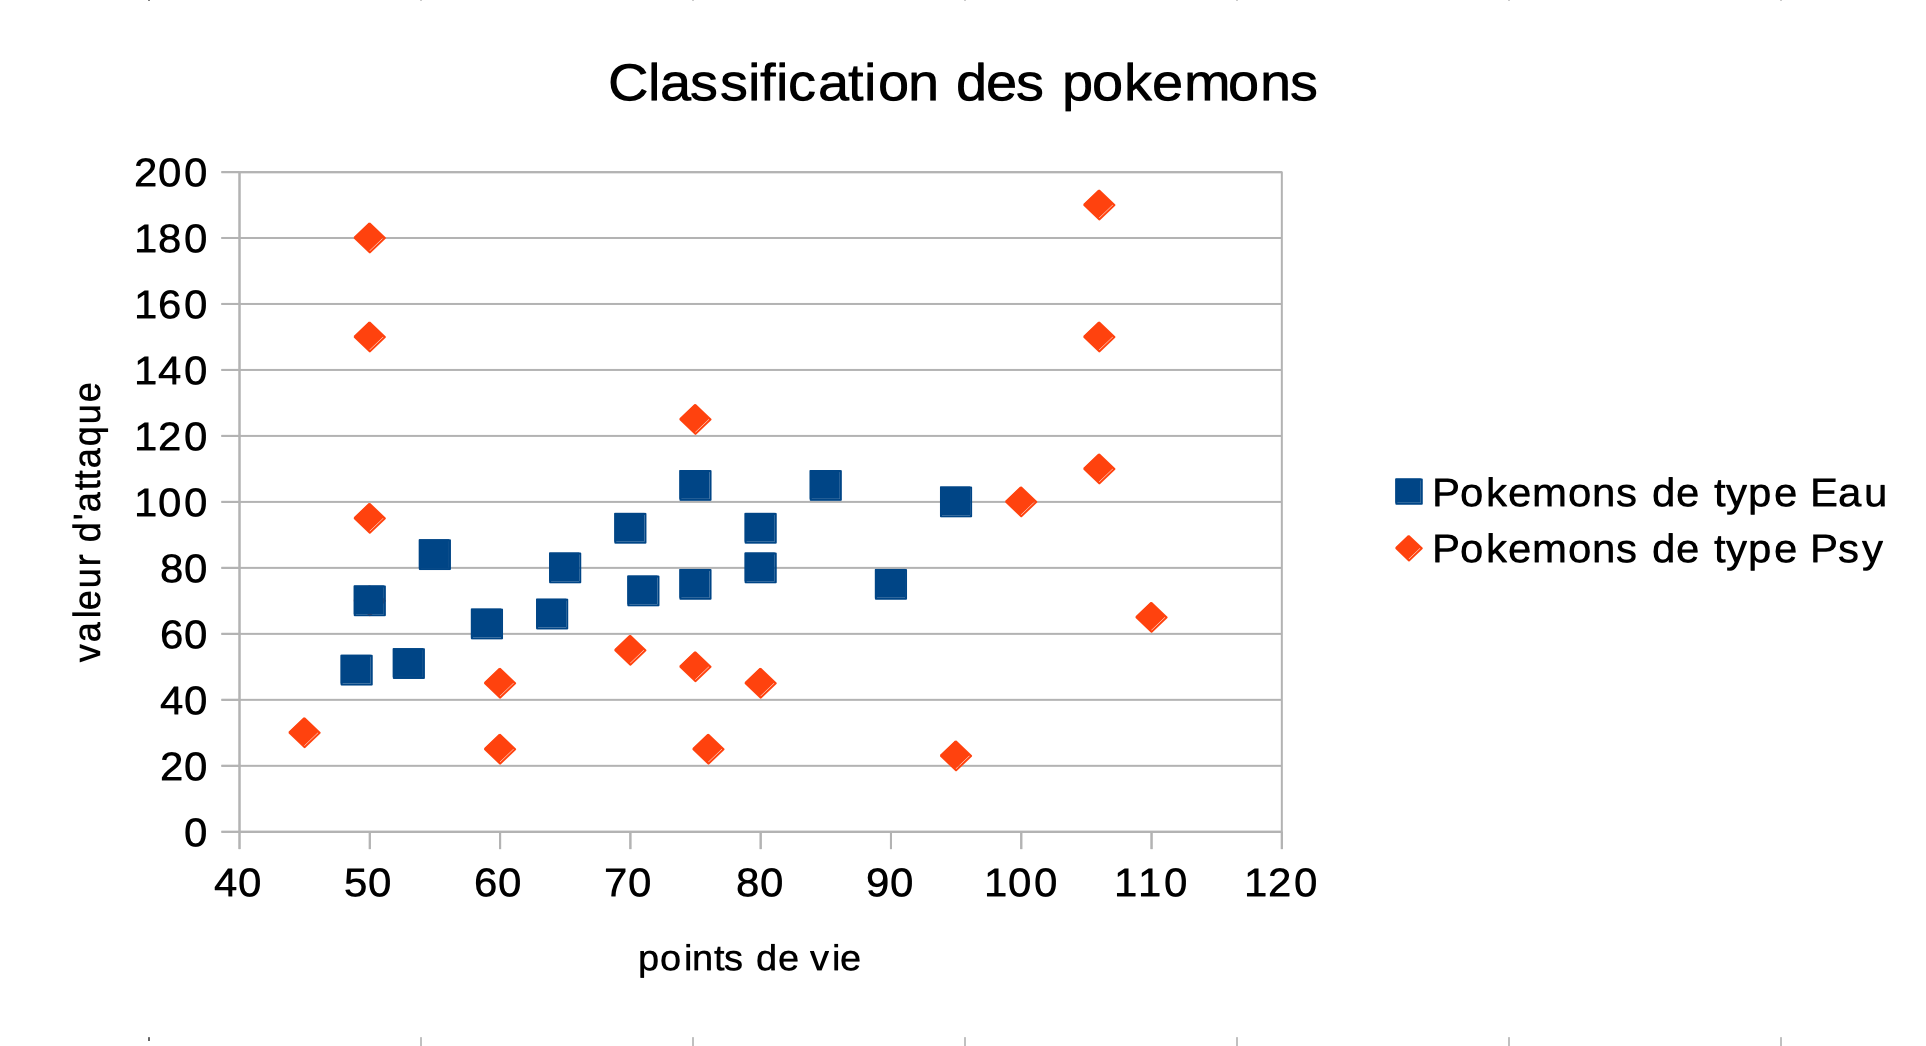 Classification des pokemons
200
180
160
140
120
100
80
60
40
20
0
valeur d'attaque
40 50 60 70 80 90 100 110 120
points de vie
Pokemons de type Eau
Pokemons de type Psy